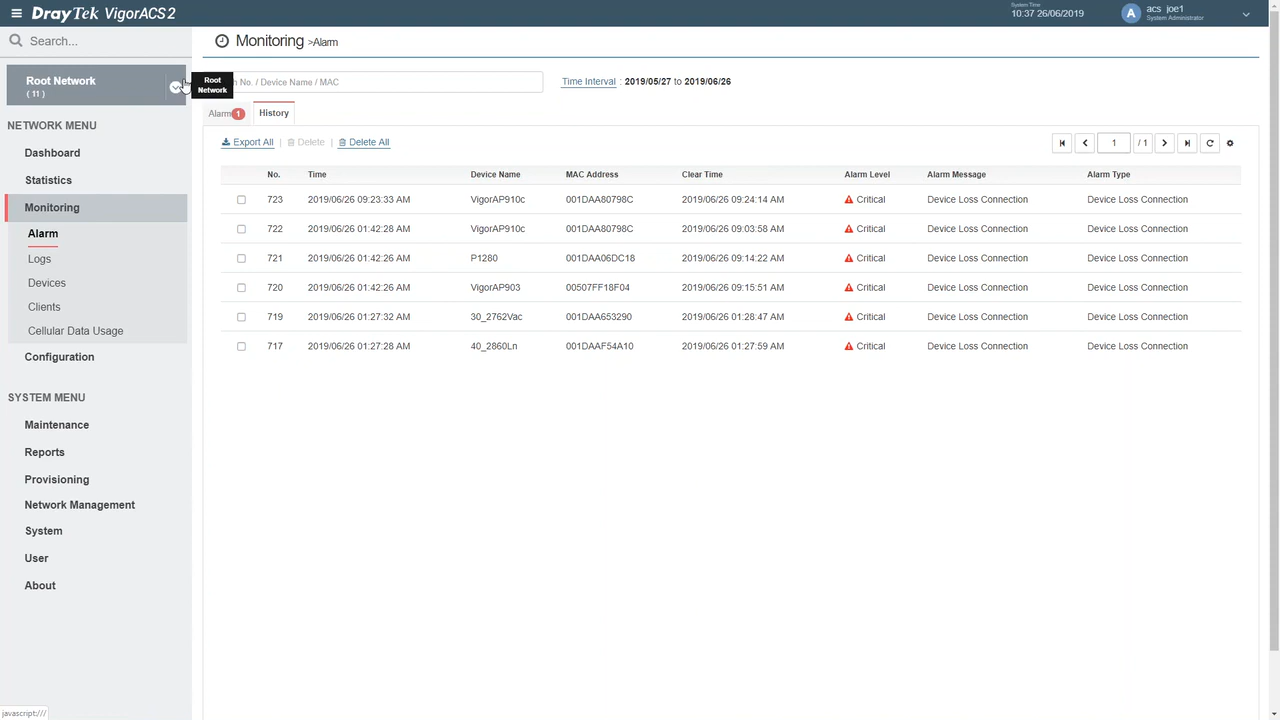 DrayTek VigorACS 2
System Time
10:37 26/06/2019
A
acs_joe1
System Administrator
Search...
Root Network
( 11 )
Root
Network
NETWORK MENU
Dashboard
Statistics
Monitoring
Alarm
Logs
Devices
Clients
Cellular Data Usage
Configuration
SYSTEM MENU
Maintenance
Reports
Provisioning
Network Management
System
User
About
javascript:///
Monitoring >Alarm
No. / Device Name / MAC
Time Interval : 2019/05/27 to 2019/06/26
Alarm 1 History
Export All | Delete | Delete All
1 / 1
No. Time Device Name MAC Address Clear Time Alarm Level Alarm Message Alarm Type
723 2019/06/26 09:23:33 AM VigorAP910c 001DAA80798C 2019/06/26 09:24:14 AM Critical Device Loss Connection Device Loss Connection
722 2019/06/26 01:42:28 AM VigorAP910c 001DAA80798C 2019/06/26 09:03:58 AM Critical Device Loss Connection Device Loss Connection
721 2019/06/26 01:42:26 AM P1280 001DAA06DC18 2019/06/26 09:14:22 AM Critical Device Loss Connection Device Loss Connection
720 2019/06/26 01:42:26 AM VigorAP903 00507FF18F04 2019/06/26 09:15:51 AM Critical Device Loss Connection Device Loss Connection
719 2019/06/26 01:27:32 AM 30_2762Vac 001DAA653290 2019/06/26 01:28:47 AM Critical Device Loss Connection Device Loss Connection
717 2019/06/26 01:27:28 AM 40_2860Ln 001DAAF54A10 2019/06/26 01:27:59 AM Critical Device Loss Connection Device Loss Connection